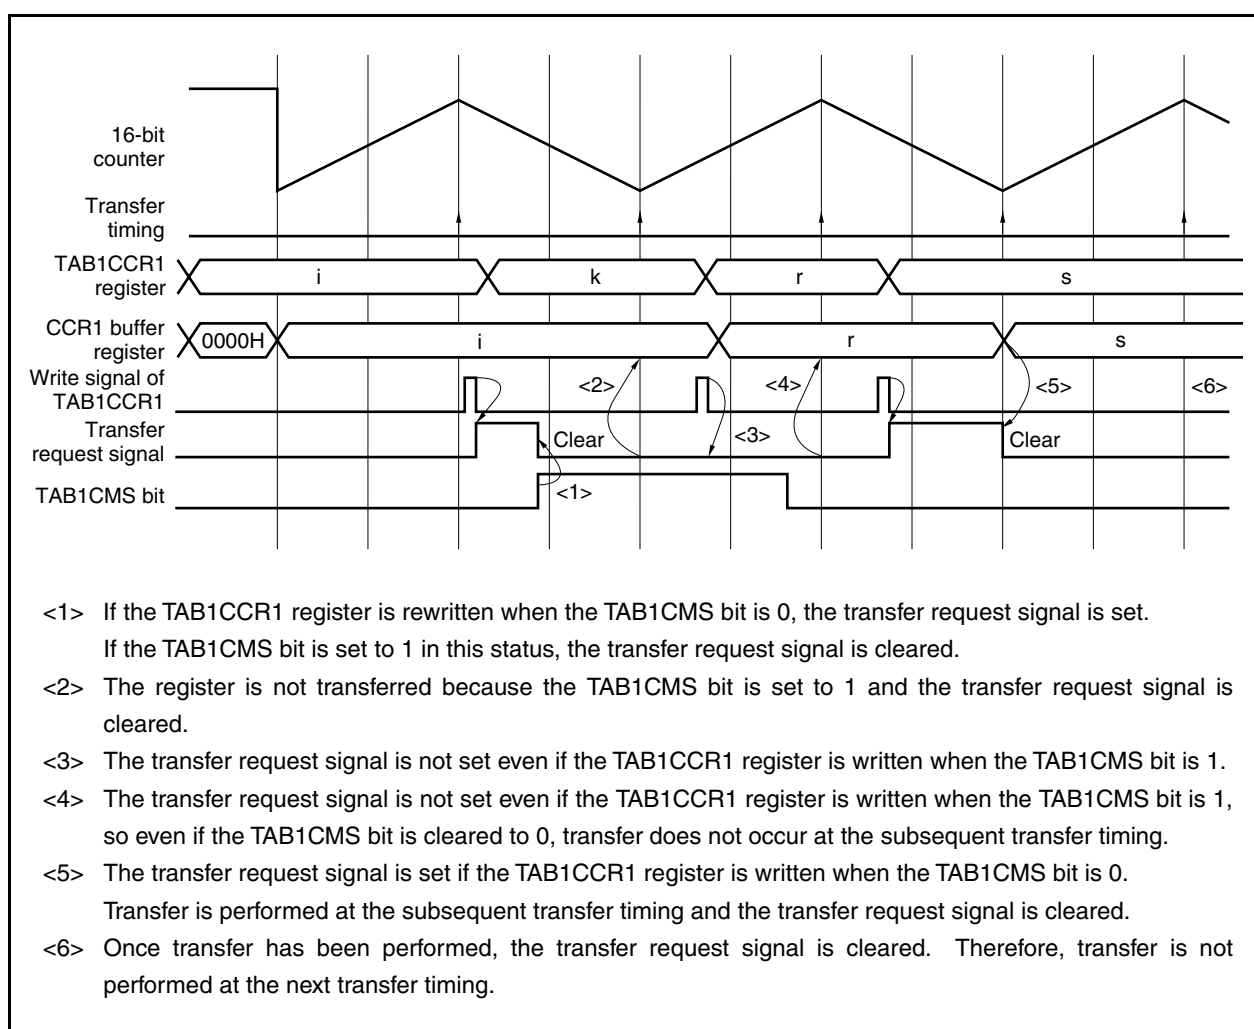 16-bit
counter
Transfer
timing
TAB1CCR1
register
i
k
r
s
CCR1 buffer
register
0000H
i
r
s
Write signal of
TAB1CCR1
<2>
<4>
<5>
<6>
Transfer
request signal
Clear
<3>
Clear
TAB1CMS bit
<1>
<1> If the TAB1CCR1 register is rewritten when the TAB1CMS bit is 0, the transfer request signal is set.
If the TAB1CMS bit is set to 1 in this status, the transfer request signal is cleared.
<2> The register is not transferred because the TAB1CMS bit is set to 1 and the transfer request signal is
cleared.
<3> The transfer request signal is not set even if the TAB1CCR1 register is written when the TAB1CMS bit is 1.
<4> The transfer request signal is not set even if the TAB1CCR1 register is written when the TAB1CMS bit is 1,
so even if the TAB1CMS bit is cleared to 0, transfer does not occur at the subsequent transfer timing.
<5> The transfer request signal is set if the TAB1CCR1 register is written when the TAB1CMS bit is 0.
Transfer is performed at the subsequent transfer timing and the transfer request signal is cleared.
<6> Once transfer has been performed, the transfer request signal is cleared. Therefore, transfer is not
performed at the next transfer timing.